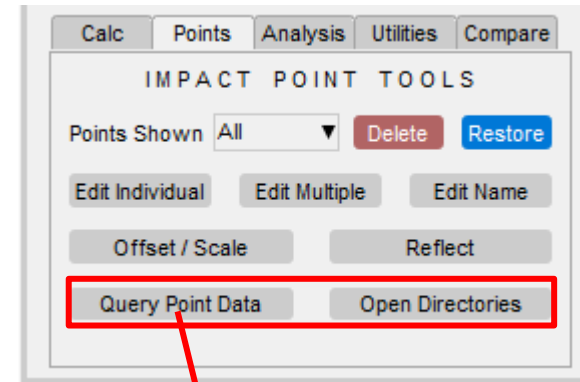 Calc Points Analysis Utilities Compare
IMPACT POINT TOOLS
Points Shown All ▼ Delete Restore
Edit Individual Edit Multiple Edit Name
Offset / Scale Reflect
Query Point Data Open Directories